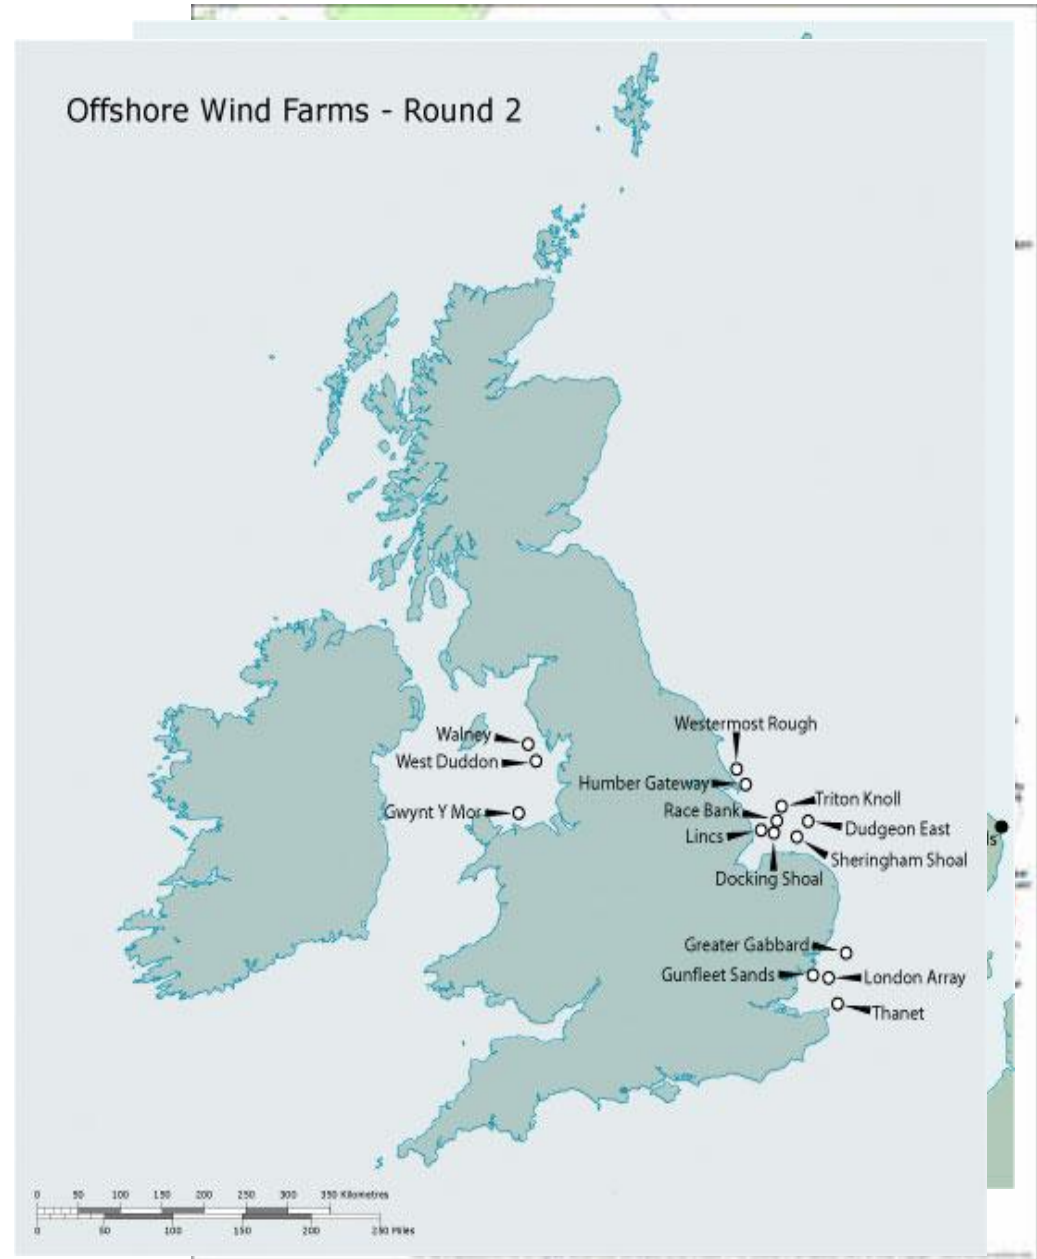 Offshore Wind Farms - Round 2
Westermost Rough
Walney
West Duddon
Humber Gateway
Triton Knoll
Race Bank
Gwynt Y Mor
Dudgeon East
Lincs
Sheringham Shoal
Docking Shoal
Greater Gabbard
Gunfleet Sands
London Array
Thanet
0 50 100 150 200 250 300 350 Kilometres
0 50 100 150 200 250 Miles